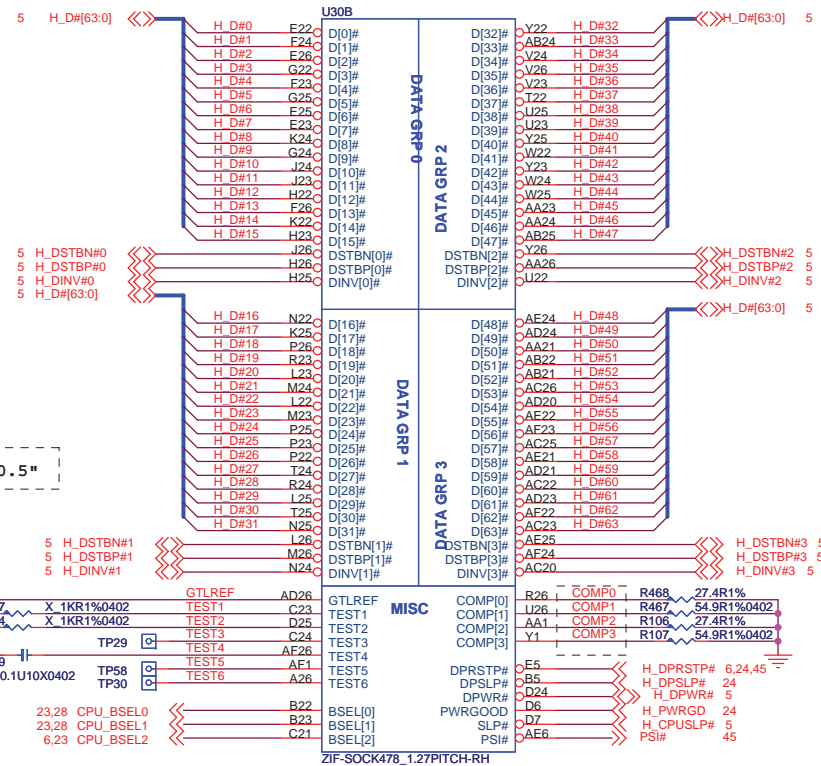 U30B
5 H_D#[63:0] H_D#[63:0] 5
H_D#0 E22 D[0]# D[32]# Y22 H_D#32
H_D#1 F24 D[1]# D[33]# AB24 H_D#33
H_D#2 E26 D[2]# D[34]# V24 H_D#34
H_D#3 G22 D[3]# D[35]# V26 H_D#35
H_D#4 F23 D[4]# D[36]# V23 H_D#36
H_D#5 G25 D[5]# D[37]# T22 H_D#37
H_D#6 E25 D[6]# D[38]# U25 H_D#38
H_D#7 E23 D[7]# D[39]# U23 H_D#39
H_D#8 K24 D[8]# D[40]# Y25 H_D#40
H_D#9 G24 D[9]# D[41]# W22 H_D#41
H_D#10 J24 D[10]# D[42]# Y23 H_D#42
H_D#11 J23 D[11]# D[43]# W24 H_D#43
H_D#12 H22 D[12]# D[44]# W25 H_D#44
H_D#13 F26 D[13]# D[45]# AA23 H_D#45
H_D#14 K22 D[14]# D[46]# AA24 H_D#46
H_D#15 H23 D[15]# D[47]# AB25 H_D#47
5 H_DSTBN#0 J26 DSTBN[0]# DSTBN[2]# Y26 H_DSTBN#2 5
5 H_DSTBP#0 H26 DSTBP[0]# DSTBP[2]# AA26 H_DSTBP#2 5
5 H_DINV#0 H25 DINV[0]# DINV[2]# U22 H_DINV#2 5
DATA GRP 0
DATA GRP 2
5 H_D#[63:0] H_D#[63:0] 5
H_D#16 N22 D[16]# D[48]# AE24 H_D#48
H_D#17 K25 D[17]# D[49]# AD24 H_D#49
H_D#18 P26 D[18]# D[50]# AA21 H_D#50
H_D#19 R23 D[19]# D[51]# AB22 H_D#51
H_D#20 L23 D[20]# D[52]# AB21 H_D#52
H_D#21 M24 D[21]# D[53]# AC26 H_D#53
H_D#22 L22 D[22]# D[54]# AD20 H_D#54
H_D#23 M23 D[23]# D[55]# AE22 H_D#55
H_D#24 P25 D[24]# D[56]# AF23 H_D#56
H_D#25 P23 D[25]# D[57]# AC25 H_D#57
H_D#26 P22 D[26]# D[58]# AE21 H_D#58
H_D#27 T24 D[27]# D[59]# AD21 H_D#59
H_D#28 R24 D[28]# D[60]# AC22 H_D#60
H_D#29 L25 D[29]# D[61]# AD23 H_D#61
H_D#30 T25 D[30]# D[62]# AF22 H_D#62
H_D#31 N25 D[31]# D[63]# AC23 H_D#63
5 H_DSTBN#1 L26 DSTBN[1]# DSTBN[3]# AE25 H_DSTBN#3 5
5 H_DSTBP#1 M26 DSTBP[1]# DSTBP[3]# AF24 H_DSTBP#3 5
5 H_DINV#1 N24 DINV[1]# DINV[3]# AC20 H_DINV#3 5
DATA GRP 1
DATA GRP 3
0.5"
MISC
GTLREF AD26 GTLREF COMP[0] R26 COMP0 R468 27.4R1%
7 X_1KR1%0402 TEST1 C23 TEST1 COMP[1] U26 COMP1 R467 54.9R1%0402
4 X_1KR1%0402 TEST2 D25 TEST2 COMP[2] AA1 COMP2 R106 27.4R1%
TP29 TEST3 C24 TEST3 COMP[3] Y1 COMP3 R107 54.9R1%0402
9 TEST4 AF26 TEST4
0.1U10X0402
TP58 TEST5 AF1 TEST5 DPRSTP# E5 H_DPRSTP# 6,24,45
TP30 TEST6 A26 TEST6 DPSLP# B5 H_DPSLP# 24
DPWR# D24 H_DPWR# 5
23,28 CPU_BSEL0 B22 BSEL[0] PWRGOOD D6 H_PWRGD 24
23,28 CPU_BSEL1 B23 BSEL[1] SLP# D7 H_CPUSLP# 5
6,23 CPU_BSEL2 C21 BSEL[2] PSI# AE6 PSI# 45
ZIF-SOCK478_1.27PITCH-RH